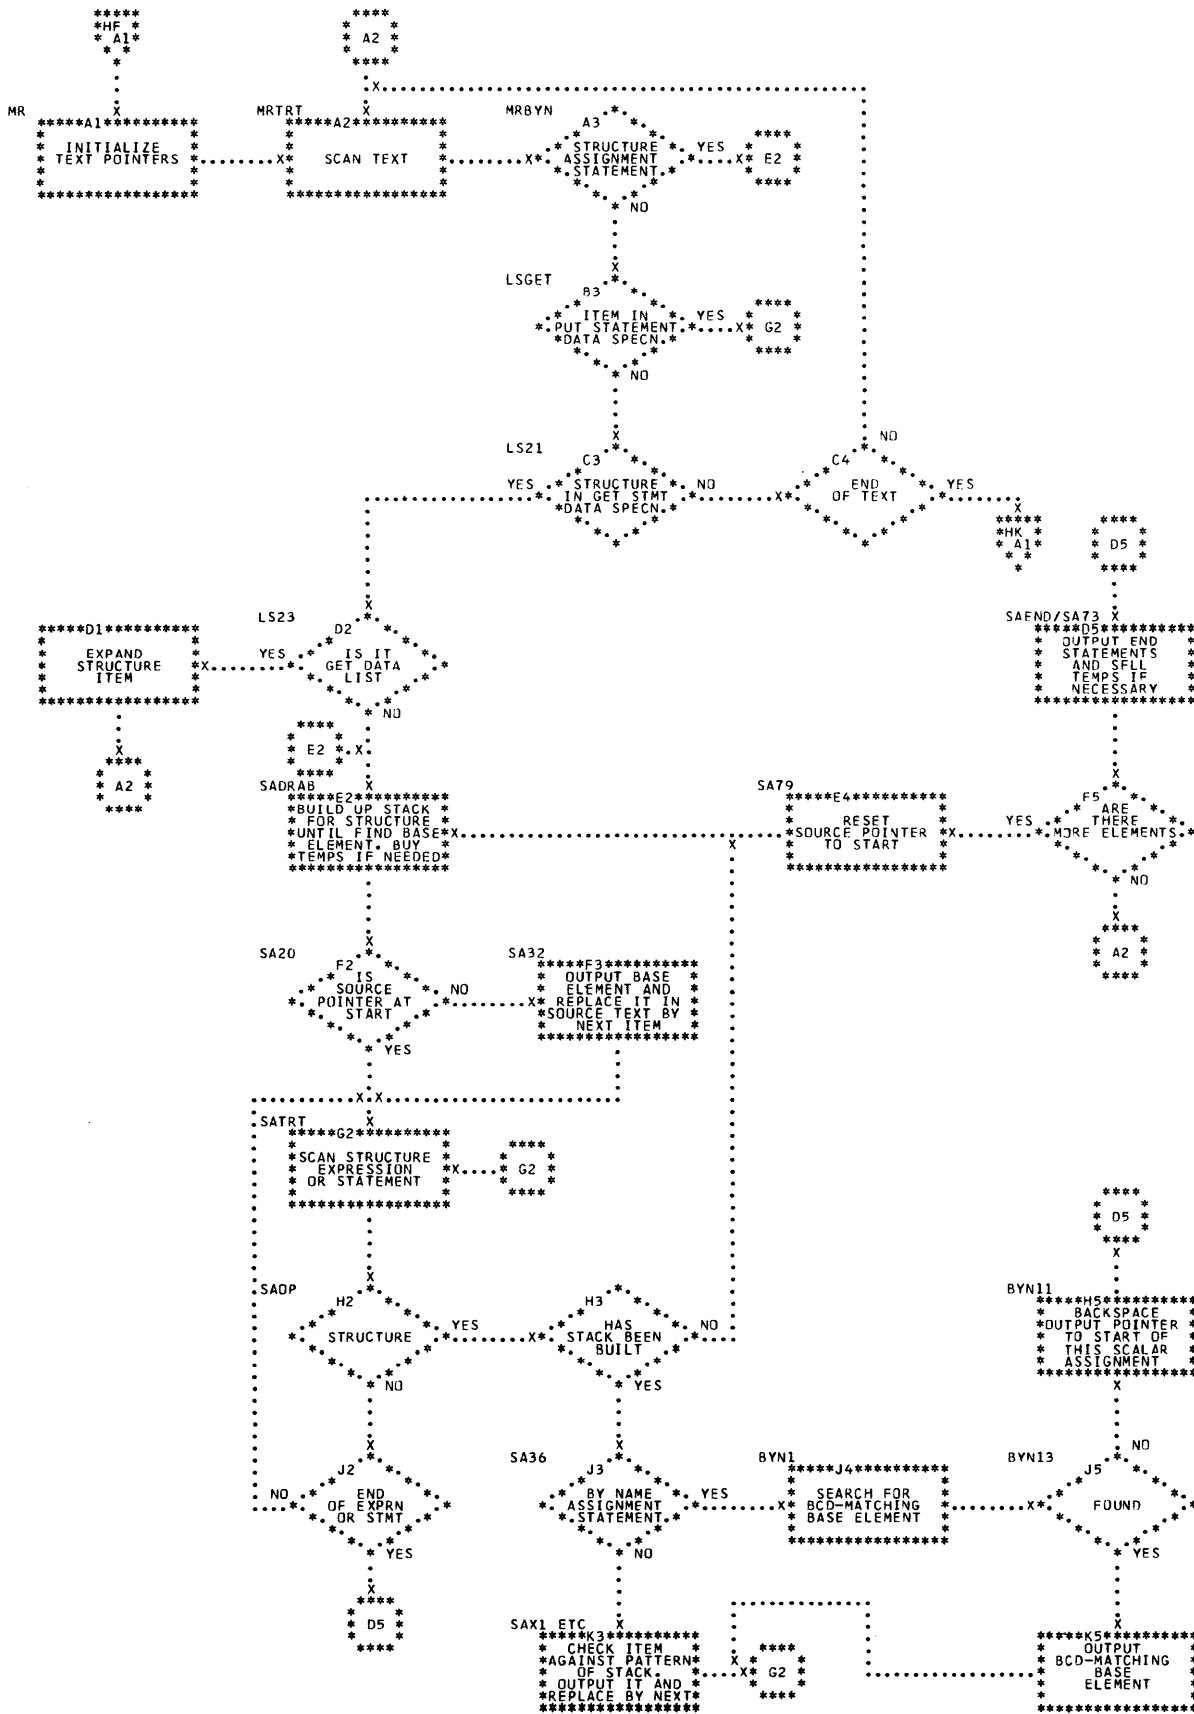 HF
A1
A2
MR
A1
INITIALIZE
TEXT POINTERS
MRTRT
A2
SCAN TEXT
MRBYN
A3
STRUCTURE
ASSIGNMENT
STATEMENT
YES
E2
NO
LSGET
B3
ITEM IN
PUT STATEMENT
DATA SPECN.
YES
G2
NO
LS21
C3
STRUCTURE
IN GET STMT
DATA SPECN.
YES
NO
C4
END
OF TEXT
NO
YES
HK
A1
D5
LS23
D1
EXPAND
STRUCTURE
ITEM
YES
D2
IS IT
GET DATA
LIST
NO
A2
E2
SAEND/SA73
D5
OUTPUT END
STATEMENTS
AND SELL
TEMPS IF
NECESSARY
SADRAB
E2
BUILD UP STACK
FOR STRUCTURE
UNTIL FIND BASE
ELEMENT. BUY
TEMPS IF NEEDED
SA79
E4
RESET
SOURCE POINTER
TO START
YES
F5
ARE
THERE
MORE ELEMENTS
NO
A2
SA20
F2
IS
SOURCE
POINTER AT
START
NO
YES
SA32
F3
OUTPUT BASE
ELEMENT AND
REPLACE IT IN
SOURCE TEXT BY
NEXT ITEM
SATRT
G2
SCAN STRUCTURE
EXPRESSION
OR STATEMENT
G2
D5
SAOP
H2
STRUCTURE
YES
NO
H3
HAS
STACK BEEN
BUILT
NO
YES
BYN11
H5
BACKSPACE
OUTPUT POINTER
TO START OF
THIS SCALAR
ASSIGNMENT
NO
J2
END
OF EXPRN
OR STMT
YES
D5
SA36
J3
BY NAME
ASSIGNMENT
STATEMENT
YES
NO
BYN1
J4
SEARCH FOR
BCD-MATCHING
BASE ELEMENT
BYN13
J5
FOUND
NO
YES
SAX1 ETC
K3
CHECK ITEM
AGAINST PATTERN
OF STACK.
OUTPUT IT AND
REPLACE BY NEXT
G2
K5
OUTPUT
BCD-MATCHING
BASE
ELEMENT